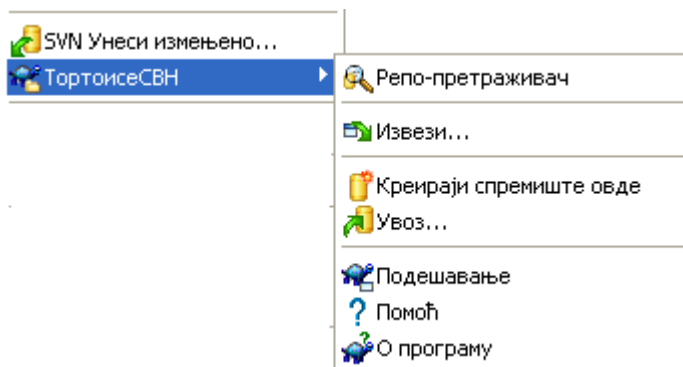 SVN Унеси измењено...
ТортоисеСВН
Репо-претраживач
Извези...
Креирај спремиште овде
Увоз...
Подешавање
Помоћ
О програму